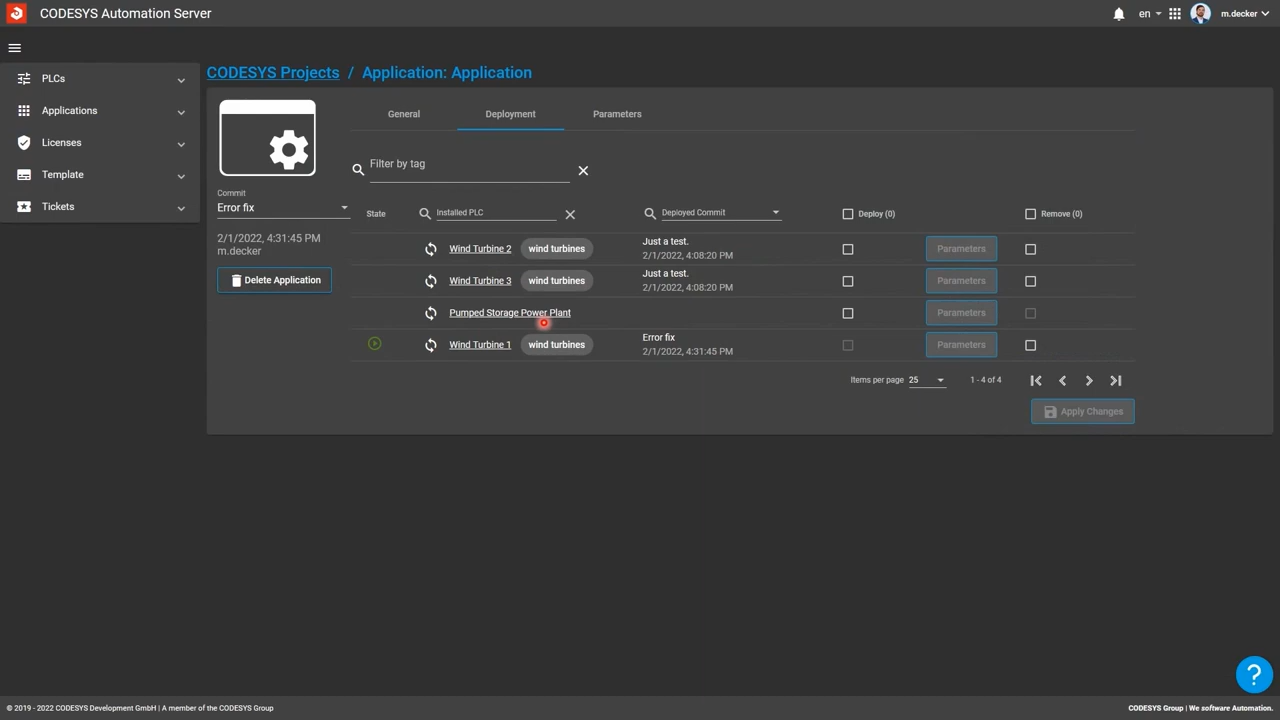 CODESYS Automation Server
en
m.decker
PLCs
Applications
Licenses
Template
Tickets
CODESYS Projects / Application: Application
General Deployment Parameters
Filter by tag
Commit
Error fix
2/1/2022, 4:31:45 PM
m.decker
Delete Application
State Installed PLC Deployed Commit Deploy (0) Remove (0)
Wind Turbine 2 wind turbines Just a test. Parameters
2/1/2022, 4:08:20 PM
Wind Turbine 3 wind turbines Just a test. Parameters
2/1/2022, 4:08:20 PM
Pumped Storage Power Plant Parameters
Wind Turbine 1 wind turbines Error fix Parameters
2/1/2022, 4:31:45 PM
Items per page 25 1 - 4 of 4
Apply Changes
?
© 2019 - 2022 CODESYS Development GmbH | A member of the CODESYS Group
CODESYS Group | We software Automation.